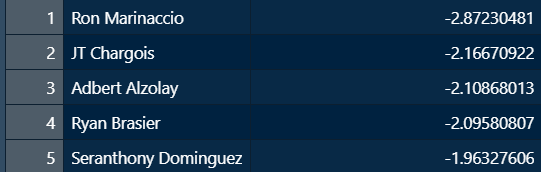 1 Ron Marinaccio -2.87230481
2 JT Chargois -2.16670922
3 Adbert Alzolay -2.10868013
4 Ryan Brasier -2.09580807
5 Seranthony Dominguez -1.96327606